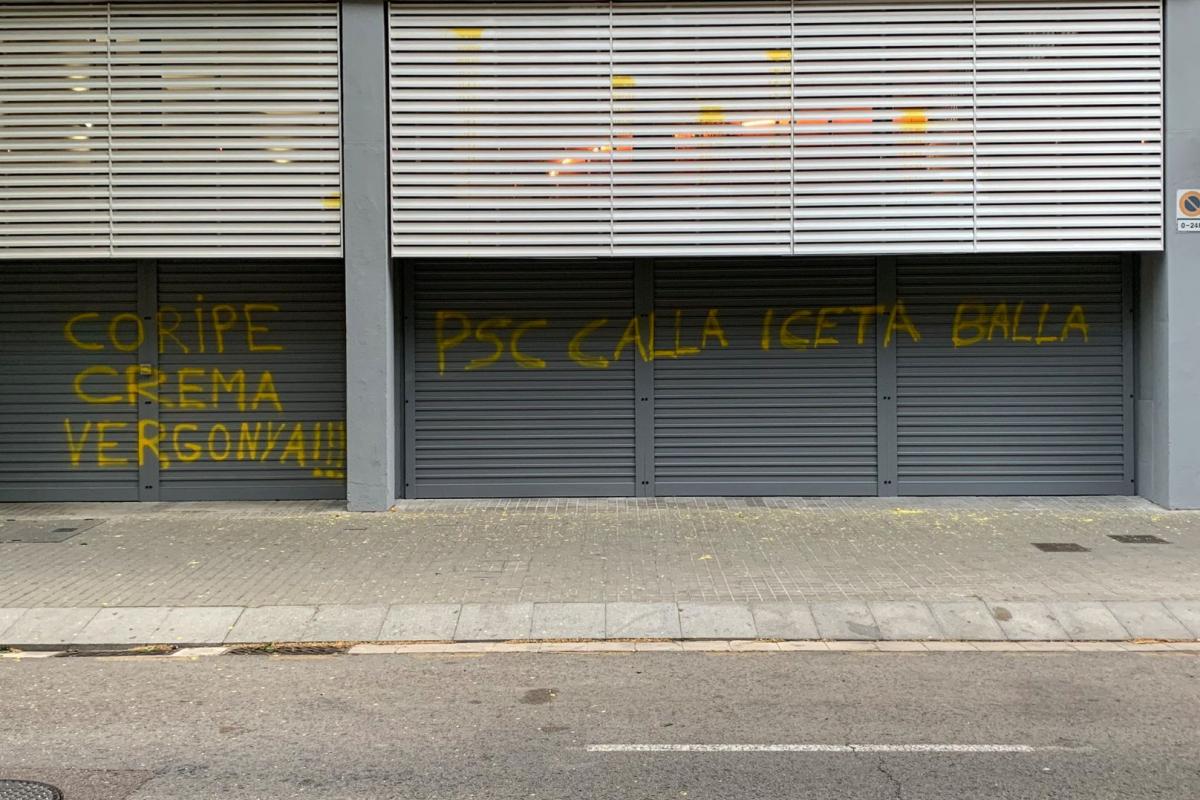 CORIPE
CREMA
VERGONYA!!!
PSC CALLA ICETA BALLA